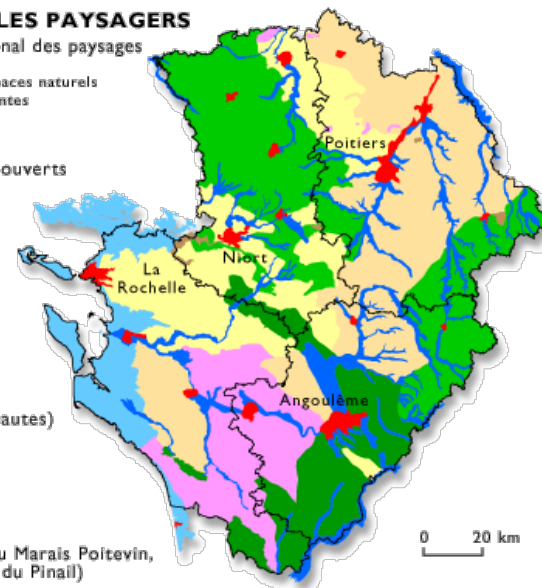 LES PAYSAGERS
nal des paysages
aces naturels
ntes
ouverts
Poitiers
Niort
La
Rochelle
Angoulême
autes)
0 20 km
u Marais Poitevin,
du Pinail)